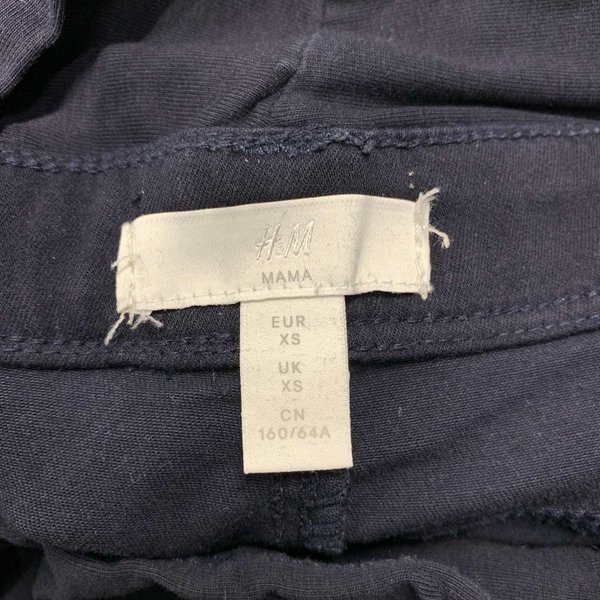 H&M
MAMA
EUR
XS
UK
XS
CN
160/64A